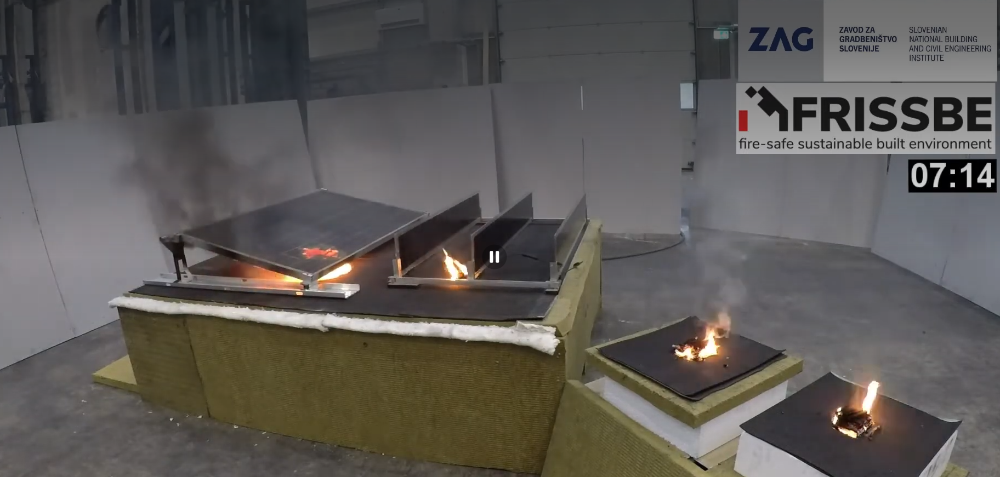 ZAG
ZAVOD ZA
GRADBENIŠTVO
SLOVENIJE
SLOVENIAN
NATIONAL BUILDING
AND CIVIL ENGINEERING
INSTITUTE
FRISSBE
fire-safe sustainable built environment
07:14